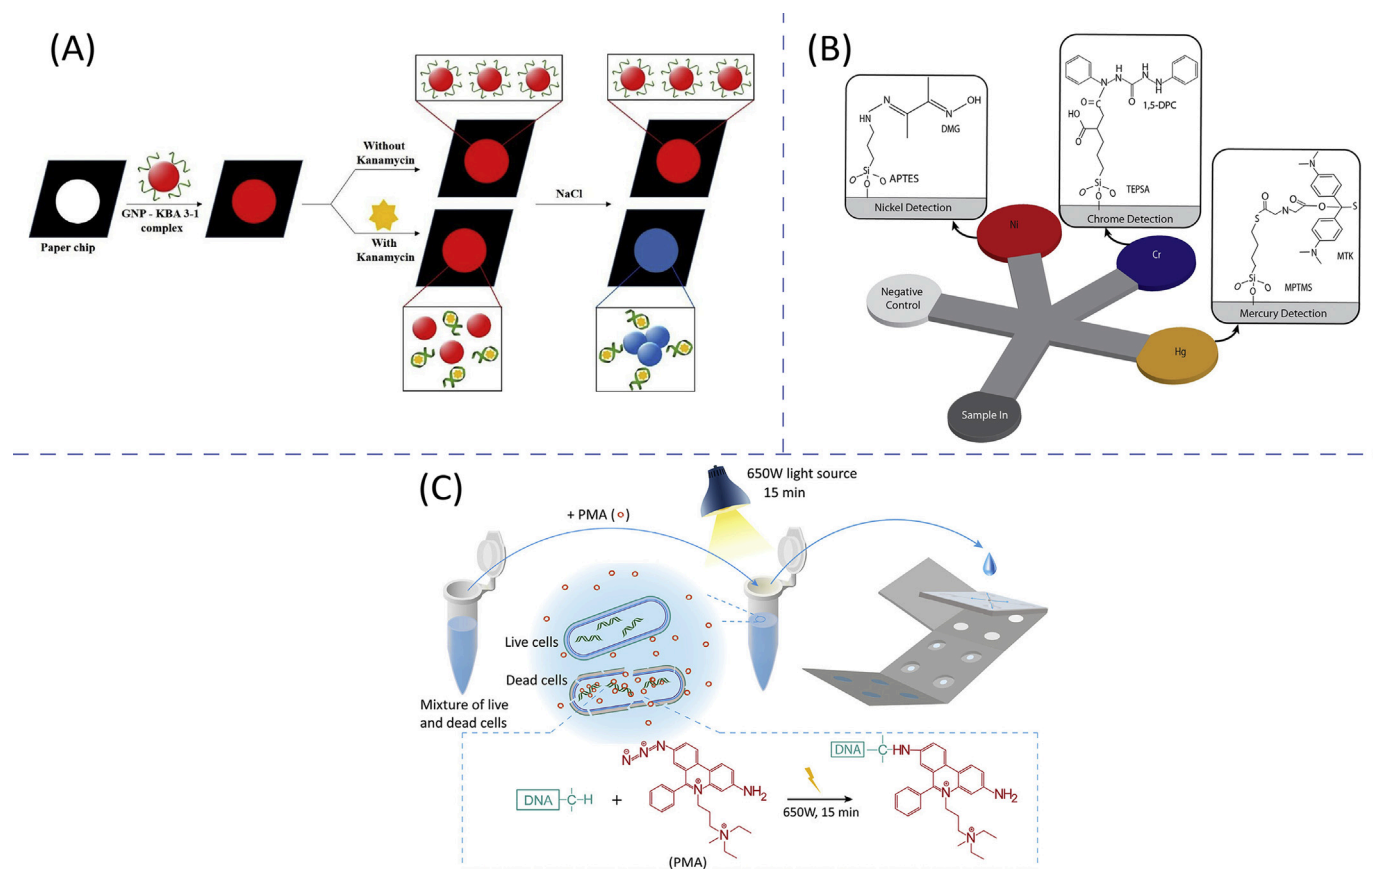 (A)
Paper chip
GNP - KBA 3-1
complex
Without
Kanamycin
With
Kanamycin
NaCl
(B)
HN
N
N
OH
DMG
Si
O
O
O
APTES
Nickel Detection
H
N
N
N
H
O
N
H
N
H
1,5-DPC
O
C
HO
O
Si
O
O
O
TEPSA
Chrome Detection
N
O
O
N
O
S
S
N
MTK
Si
O
O
O
MPTMS
Mercury Detection
Ni
Cr
Negative
Control
Hg
Sample In
(C)
650W light source
15 min
+ PMA ( )
Live cells
Dead cells
Mixture of live
and dead cells
DNA
C-H
+
N
N
N
NH2
N
N
(PMA)
650W, 15 min
DNA
C
HN
NH2
N
N